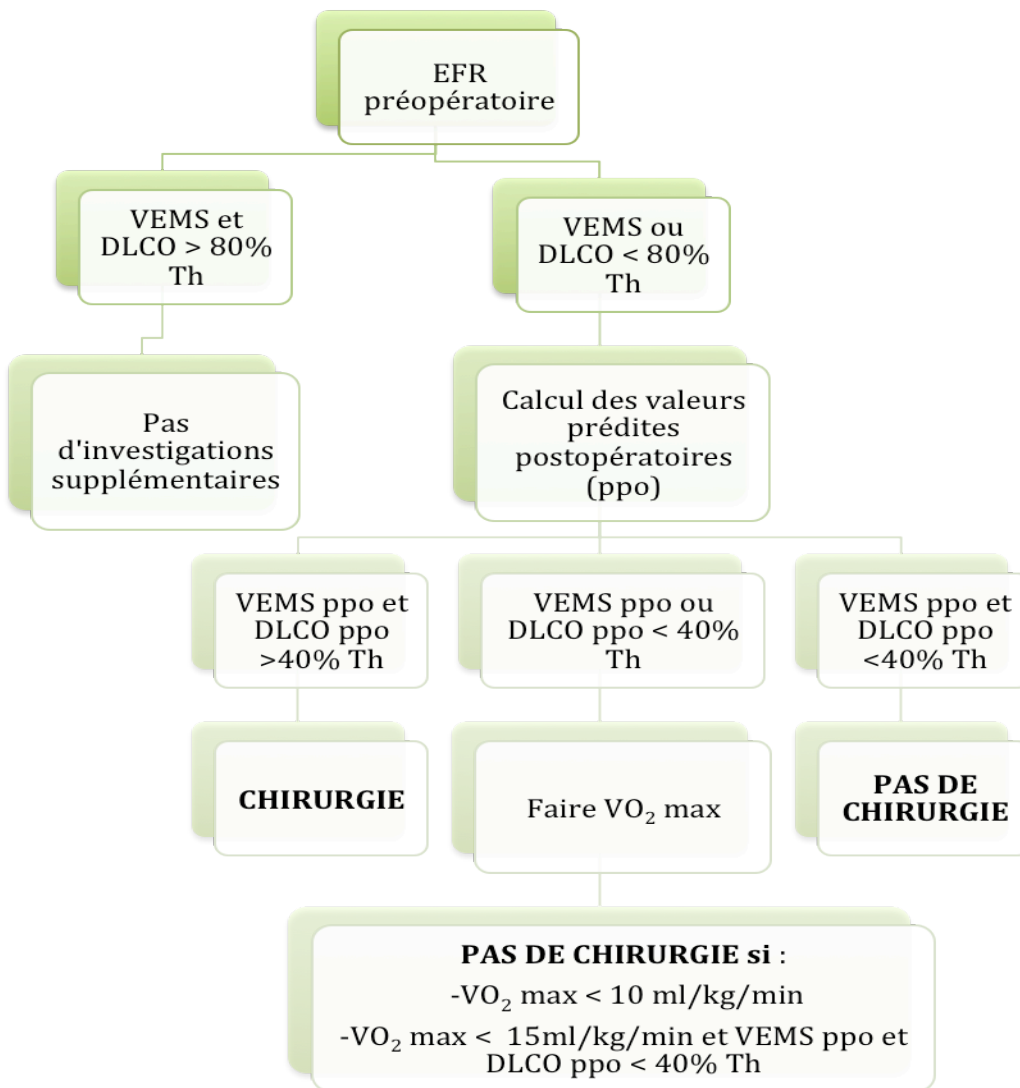 EFR
préopératoire
VEMS et
DLCO > 80%
Th
VEMS ou
DLCO < 80%
Th
Pas
d'investigations
supplémentaires
Calcul des valeurs
prédites
postopératoires
(ppo)
VEMS ppo et
DLCO ppo
>40% Th
VEMS ppo ou
DLCO ppo < 40%
Th
VEMS ppo et
DLCO ppo
<40% Th
CHIRURGIE
Faire VO₂ max
PAS DE
CHIRURGIE
PAS DE CHIRURGIE si :
-VO₂ max < 10 ml/kg/min
-VO₂ max < 15ml/kg/min et VEMS ppo et
DLCO ppo < 40% Th